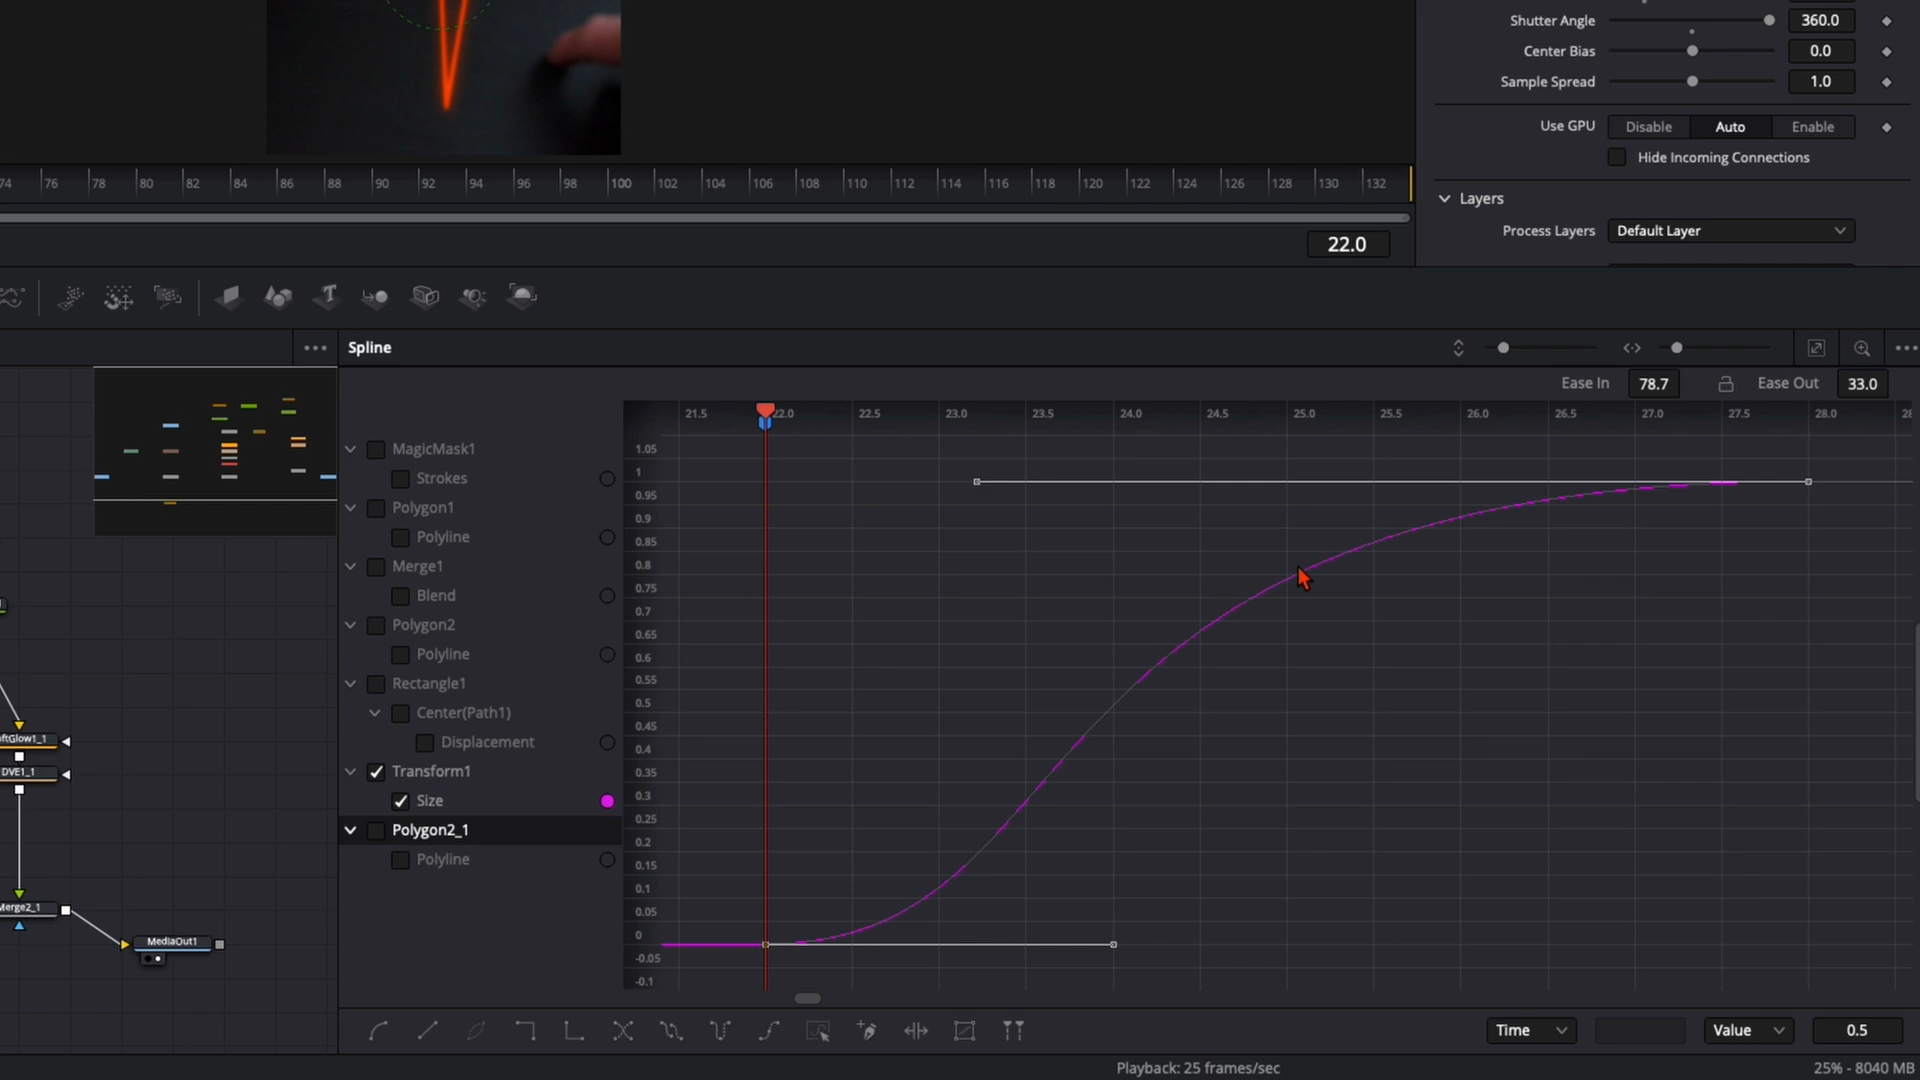 Shutter Angle 360.0
Center Bias 0.0
Sample Spread 1.0
Use GPU Disable Auto Enable
Hide Incoming Connections
74 76 78 80 82 84 86 88 90 92 94 96 98 100 102 104 106 108 110 112 114 116 118 120 122 124 126 128 130 132
Layers
Process Layers Default Layer
22.0
Spline
Ease In 78.7 Ease Out 33.0
21.5 22.0 22.5 23.0 23.5 24.0 24.5 25.0 25.5 26.0 26.5 27.0 27.5 28.0 28
MagicMask1
Strokes
Polygon1
Polyline
Merge1
Blend
Polygon2
Polyline
Rectangle1
Center(Path1)
Displacement
Transform1
Size
Polygon2_1
Polyline
1.05
1
0.95
0.9
0.85
0.8
0.75
0.7
0.65
0.6
0.55
0.5
0.45
0.4
0.35
0.3
0.25
0.2
0.15
0.1
0.05
0
-0.05
-0.1
ftGlow1_1
DVE1_1
Merge2_1
MediaOut1
Time Value 0.5
Playback: 25 frames/sec
25% - 8040 MB